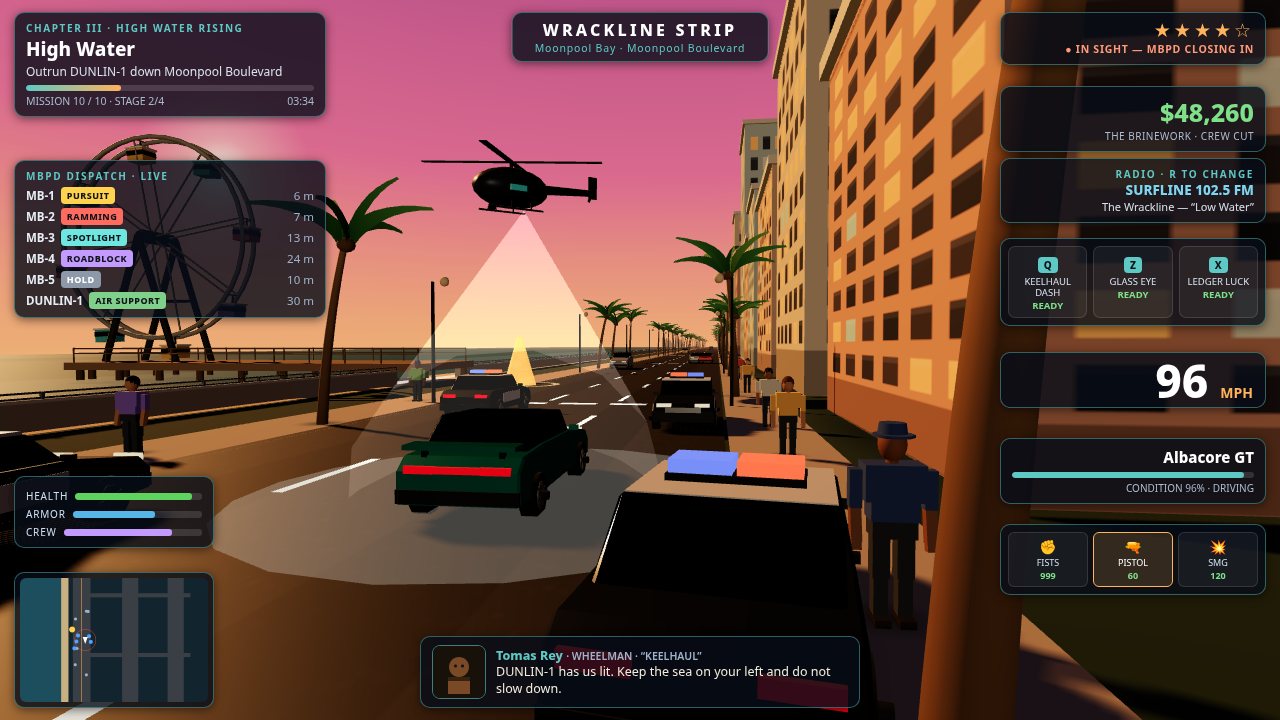 CHAPTER III · HIGH WATER RISING
High Water
Outrun DUNLIN-1 down Moonpool Boulevard
MISSION 10 / 10 · STAGE 2/4 03:34
WRACKLINE STRIP
Moonpool Bay · Moonpool Boulevard
★★★★☆
● IN SIGHT — MBPD CLOSING IN
$48,260
THE BRINEWORK · CREW CUT
MBPD DISPATCH · LIVE
MB-1 PURSUIT 6 m
MB-2 RAMMING 7 m
MB-3 SPOTLIGHT 13 m
MB-4 ROADBLOCK 24 m
MB-5 HOLD 10 m
DUNLIN-1 AIR SUPPORT 30 m
RADIO · R TO CHANGE
SURFLINE 102.5 FM
The Wrackline — “Low Water”
Q Z X
KEELHAUL DASH GLASS EYE LEDGER LUCK
READY READY READY
96 MPH
Albacore GT
CONDITION 96% · DRIVING
HEALTH
ARMOR
CREW
FISTS PISTOL SMG
999 60 120
Tomas Rey · WHEELMAN · “KEELHAUL”
DUNLIN-1 has us lit. Keep the sea on your left and do not
slow down.